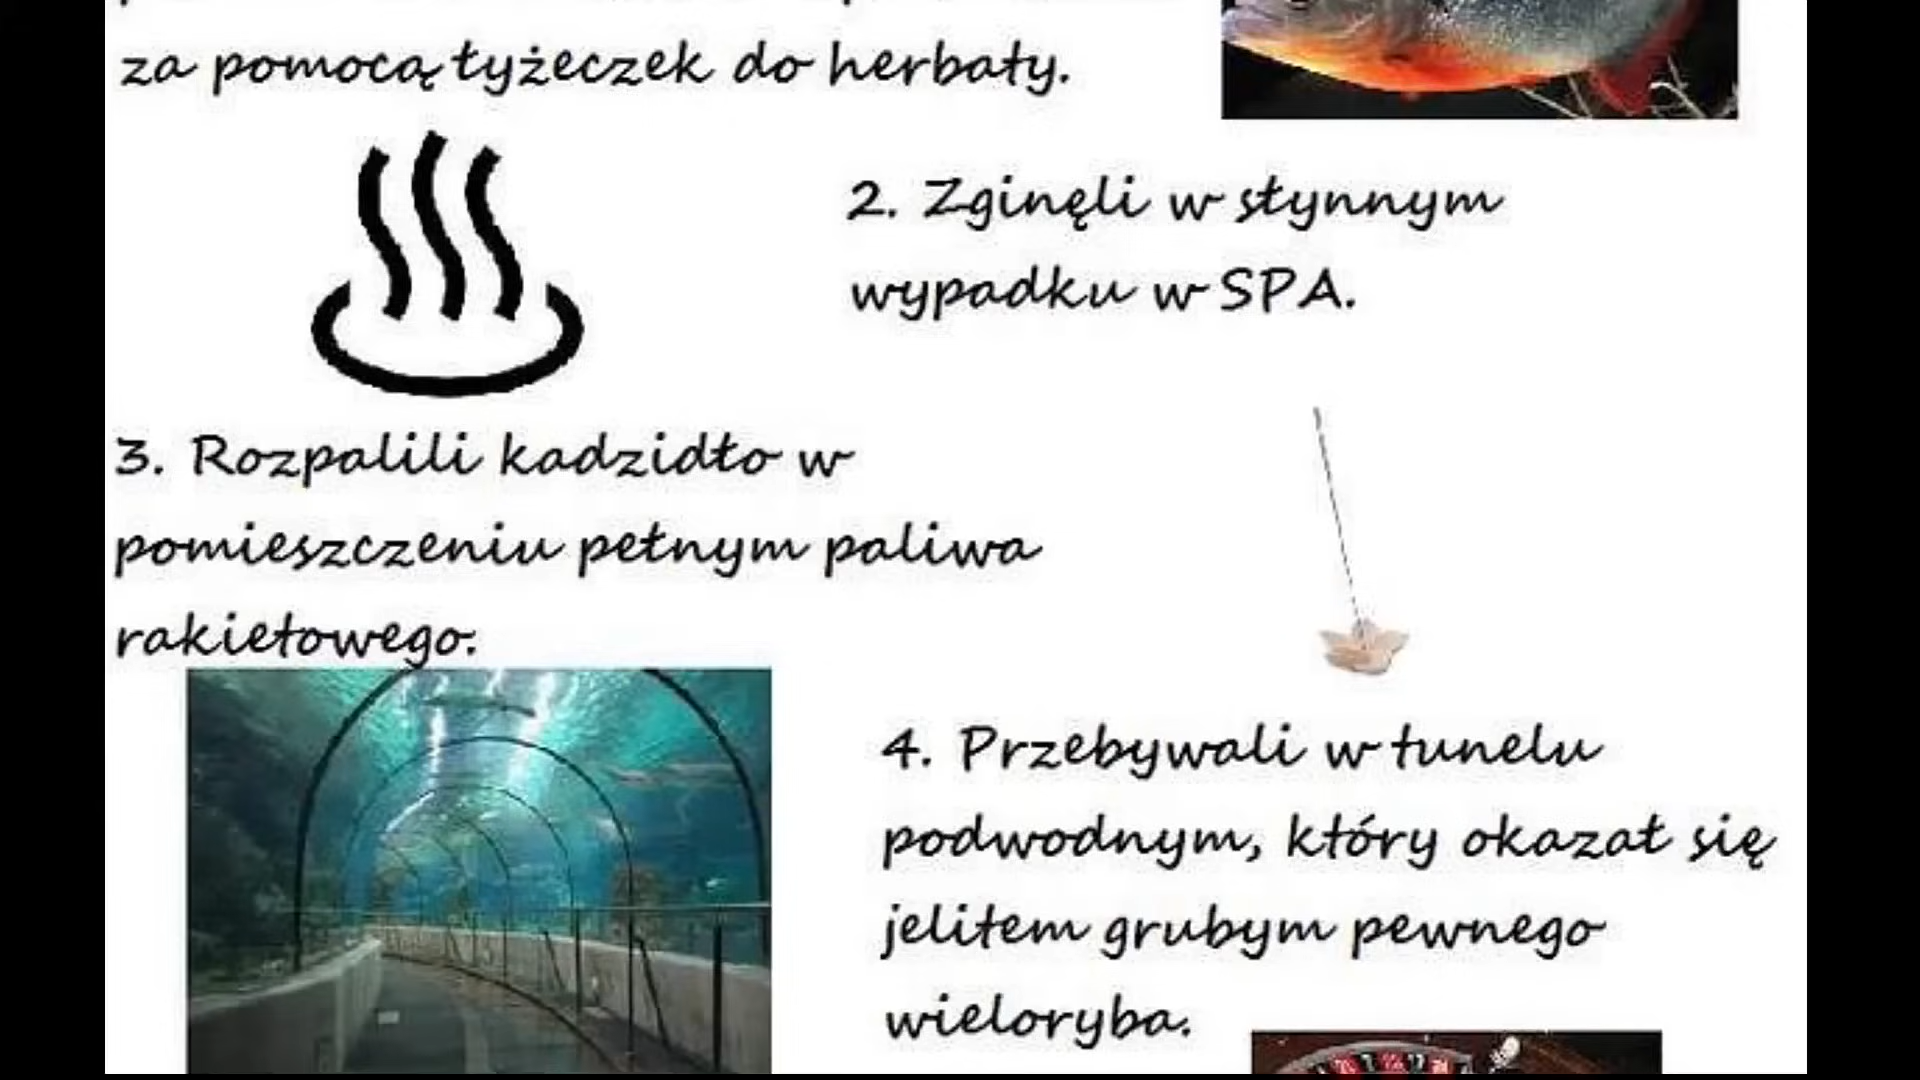 za pomocą łyżeczek do herbaty.
2. Zginęli w słynnym
wypadku w SPA.
3. Rozpalili kadzidło w
pomieszczeniu pełnym paliwa
rakietowego.
4. Przebywali w tunelu
podwodnym, który okazał się
jelitem grubym pewnego
wieloryba.